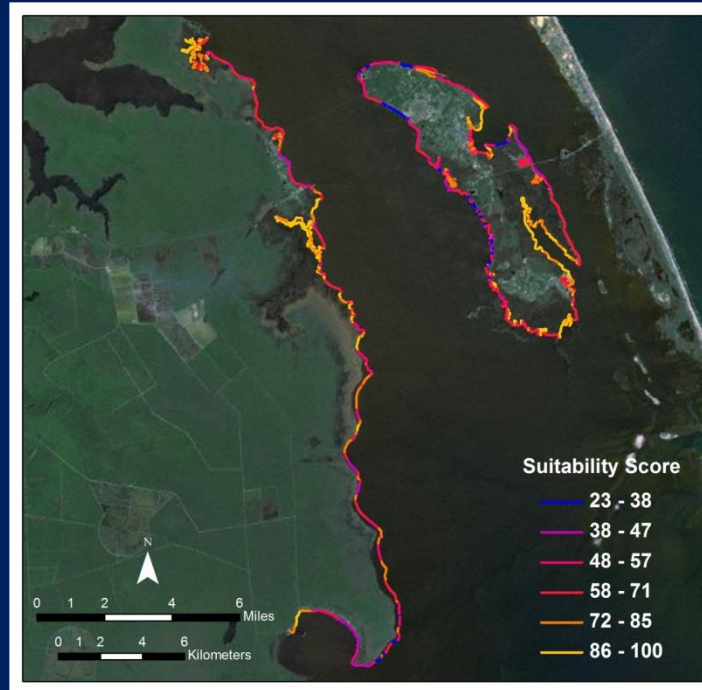 Suitability Score
23 - 38
38 - 47
48 - 57
58 - 71
72 - 85
86 - 100
N
0 1 2 4 6 Miles
0 1 2 4 6 Kilometers